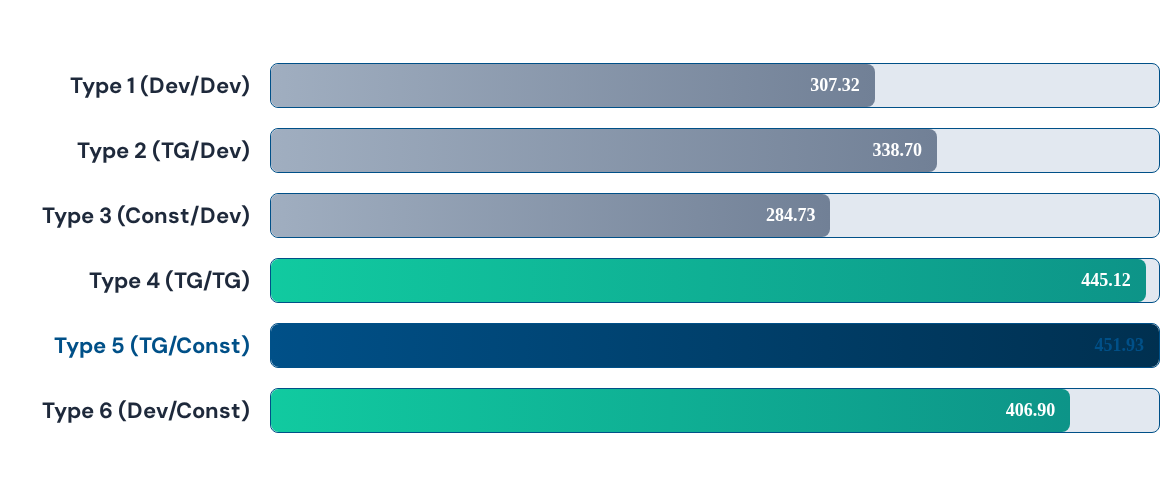 Type 1 (Dev/Dev) 307.32
Type 2 (TG/Dev) 338.70
Type 3 (Const/Dev) 284.73
Type 4 (TG/TG) 445.12
Type 5 (TG/Const) 451.93
Type 6 (Dev/Const) 406.90